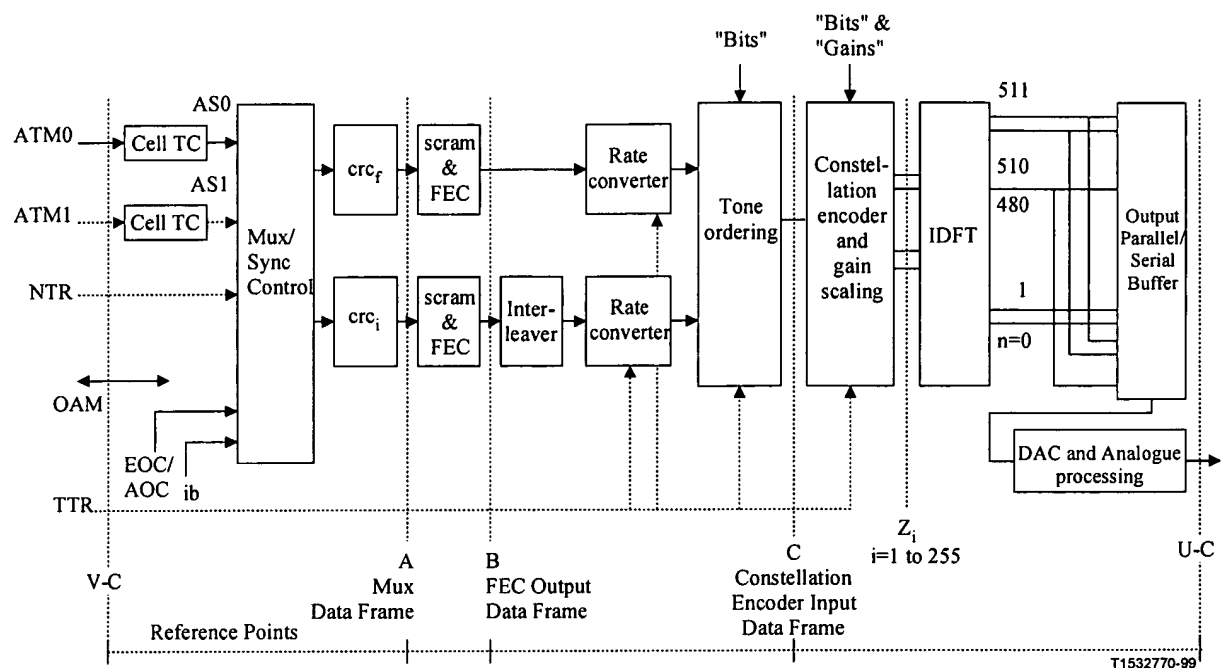 "Bits"
"Bits" &
"Gains"
AS0
ATM0
Cell TC
AS1
ATM1
Cell TC
NTR
OAM
EOC/
AOC
ib
TTR
Mux/
Sync
Control
crcf
scram
&
FEC
Rate
converter
crci
scram
&
FEC
Inter-
leaver
Rate
converter
Tone
ordering
Constel-
lation
encoder
and
gain
scaling
IDFT
511
510
480
1
n=0
Output
Parallel/
Serial
Buffer
DAC and Analogue
processing
V-C
A
Mux
Data Frame
B
FEC Output
Data Frame
C
Constellation
Encoder Input
Data Frame
Zi
i=1 to 255
U-C
Reference Points
T1532770-99